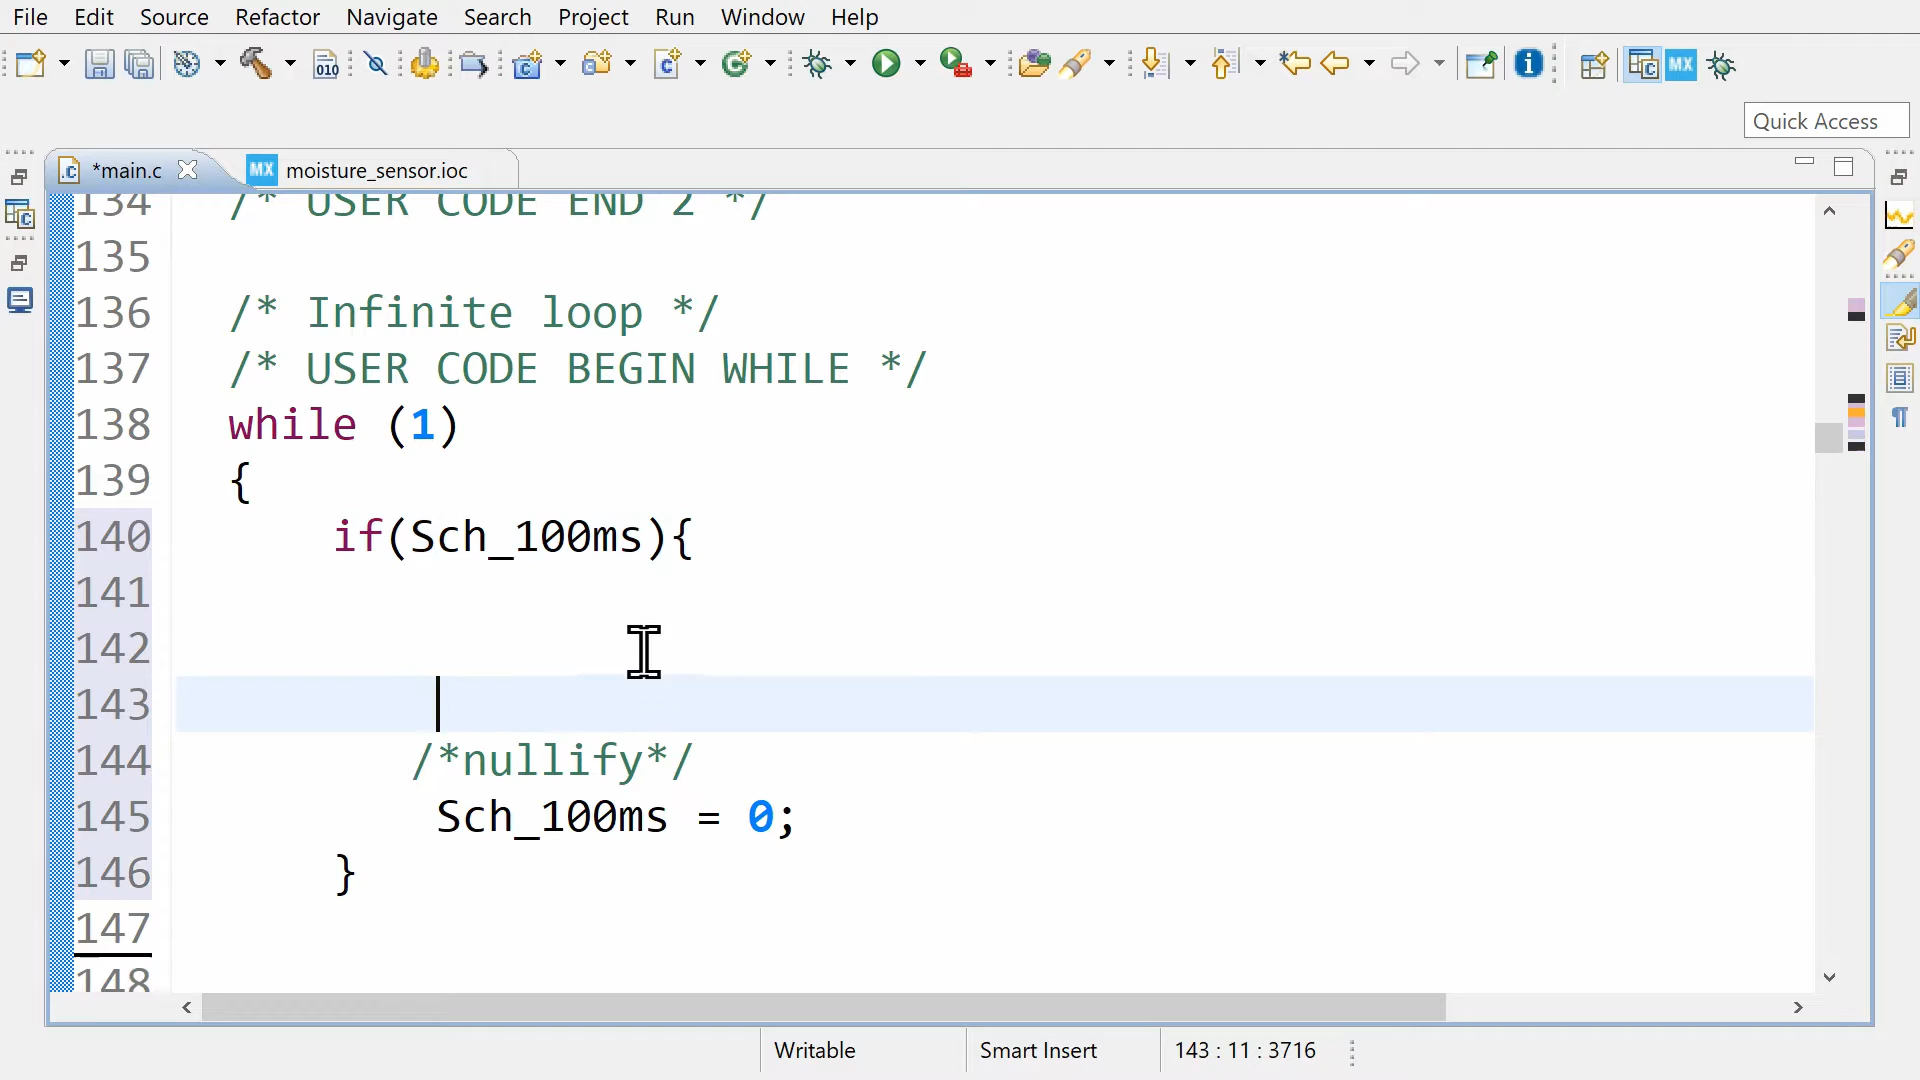 File Edit Source Refactor Navigate Search Project Run Window Help
010
Quick Access
*main.c
MX moisture_sensor.ioc
134 /* USER CODE END 2 */
135
136 /* Infinite loop */
137 /* USER CODE BEGIN WHILE */
138 while (1)
139 {
140 if(Sch_100ms){
141
142
143
144 /*nullify*/
145 Sch_100ms = 0;
146 }
147
148
Writable Smart Insert 143 : 11 : 3716